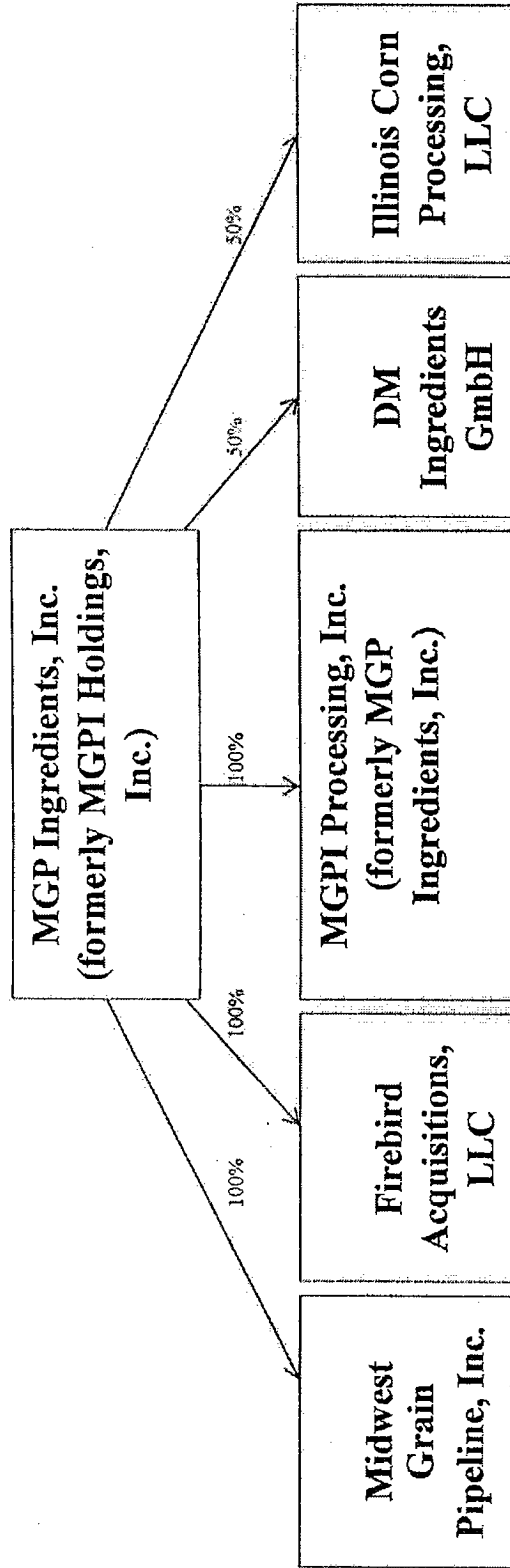 MGP Ingredients, Inc.
(formerly MGPI Holdings,
Inc.)
100%
100%
100%
50%
50%
Midwest
Grain
Pipeline, Inc.
Firebird
Acquisitions,
LLC
MGPI Processing, Inc.
(formerly MGP
Ingredients, Inc.)
DM
Ingredients
GmbH
Illinois Corn
Processing,
LLC